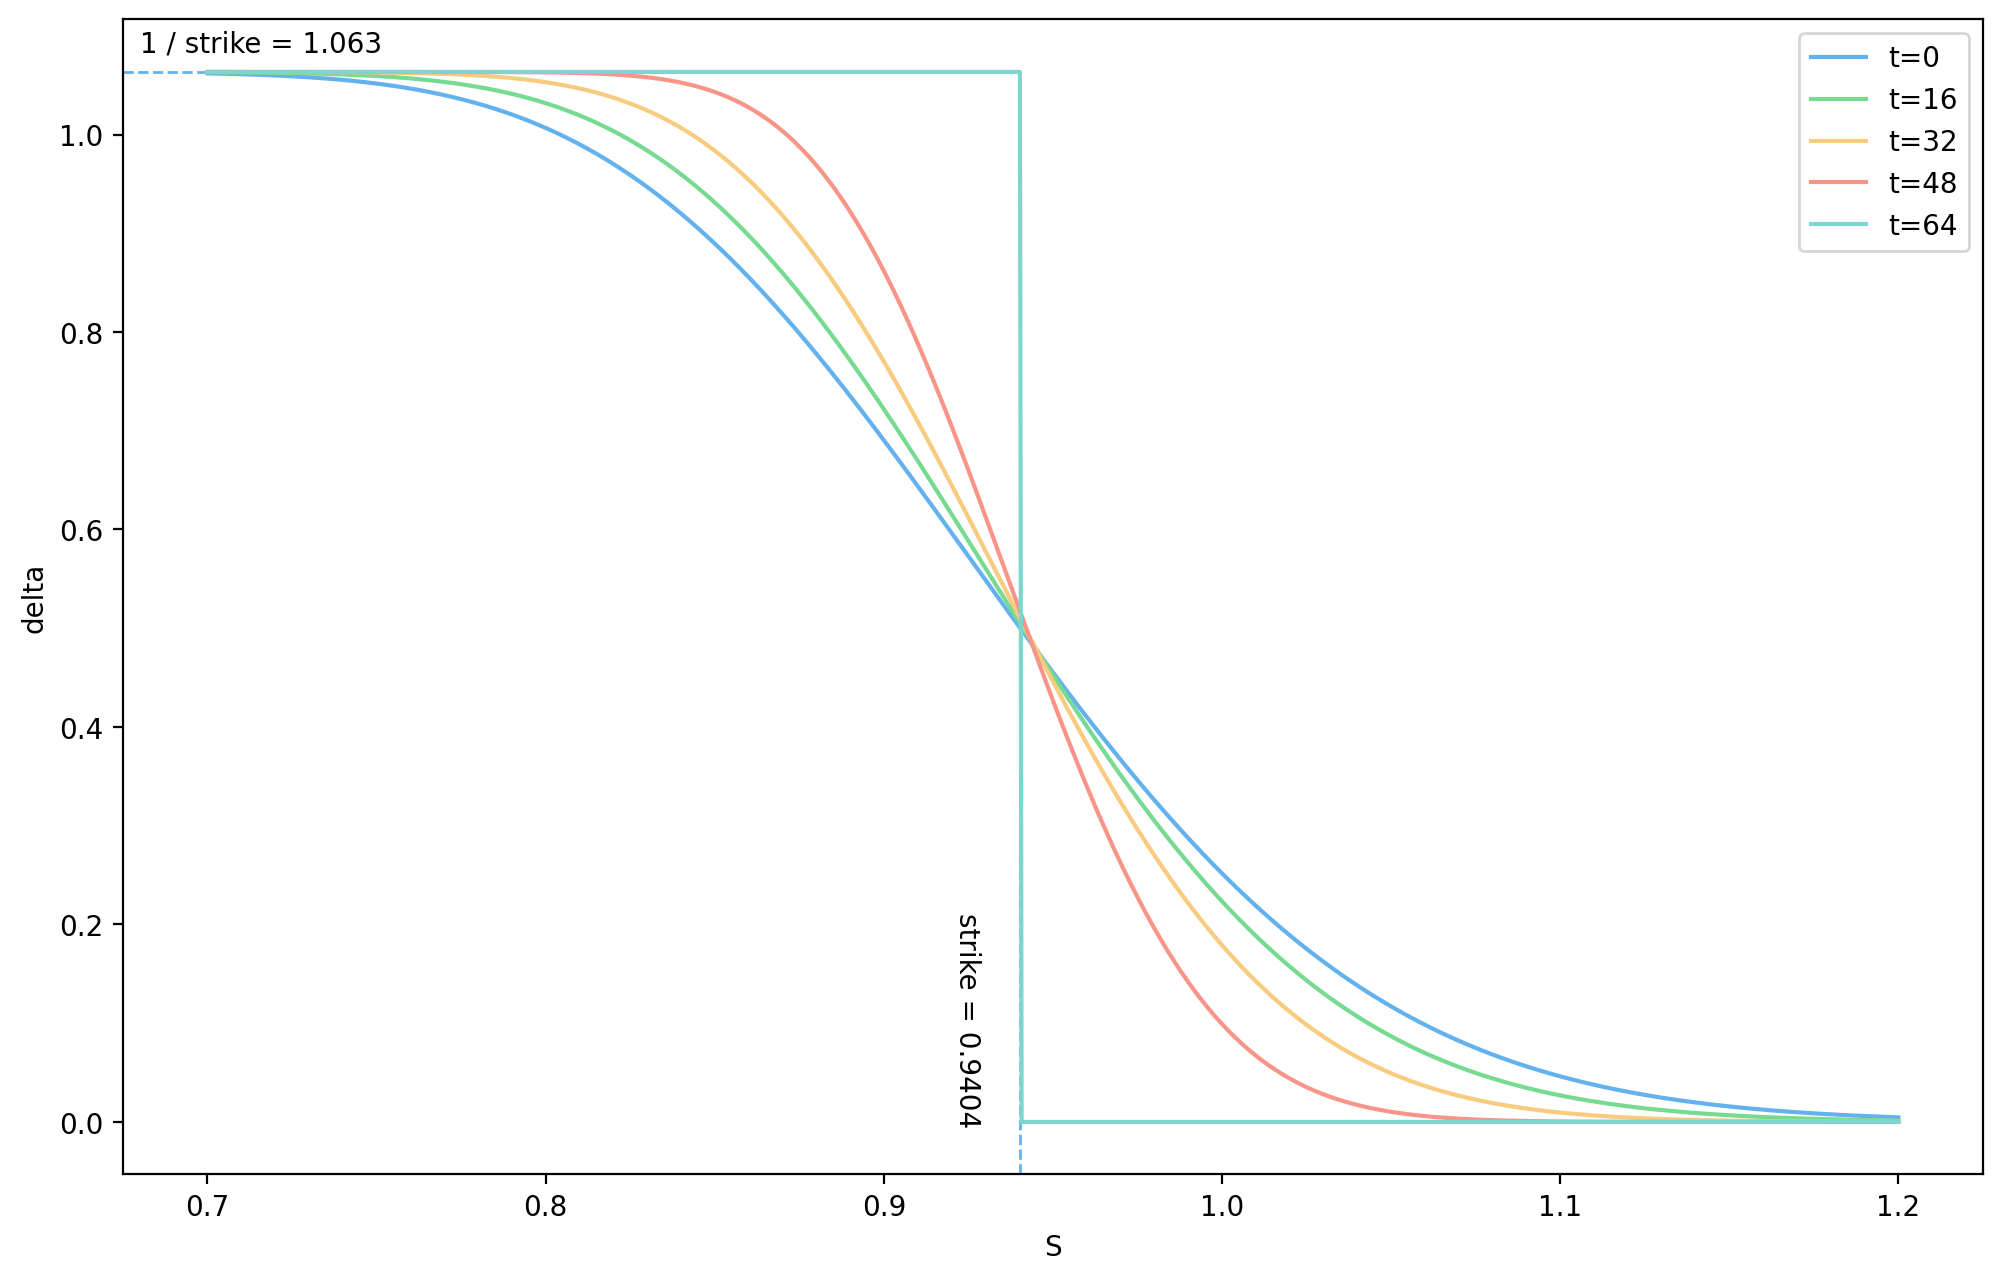 1 / strike = 1.063
t=0
t=16
t=32
t=48
t=64
1.0
0.8
0.6
0.4
0.2
0.0
delta
strike = 0.9404
0.7
0.8
0.9
1.0
1.1
1.2
S